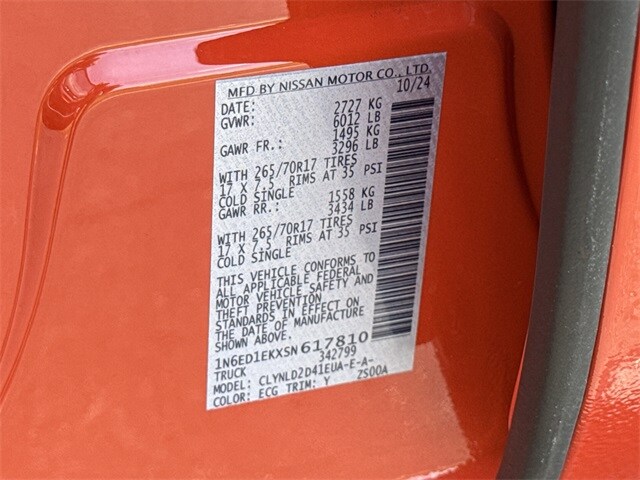 MFD BY NISSAN MOTOR CO., LTD.
DATE: 10/24
GVWR: 2727 KG
6012 LB
GAWR FR.: 1495 KG
3296 LB
WITH 265/70R17 TIRES
17 X 7.5 RIMS AT 35 PSI
COLD SINGLE
GAWR RR.: 1558 KG
3434 LB
WITH 265/70R17 TIRES
17 X 7.5 RIMS AT 35 PSI
COLD SINGLE
THIS VEHICLE CONFORMS TO
ALL APPLICABLE FEDERAL
MOTOR VEHICLE SAFETY AND
THEFT PREVENTION
STANDARDS IN EFFECT ON
THE DATE OF MANUFACTURE
SHOWN ABOVE.
1N6ED1EKXSN617810
TRUCK 342799
MODEL: CLYNLD2D41EUA-E-A-
COLOR: ECG TRIM: Y ZS00A